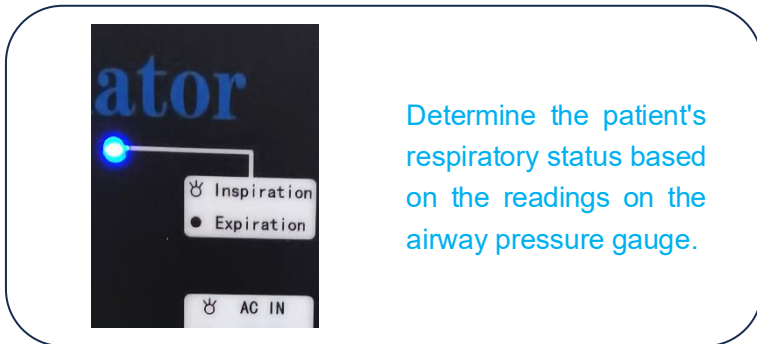 ator
Inspiration
Expiration
AC IN
Determine the patient's
respiratory status based
on the readings on the
airway pressure gauge.